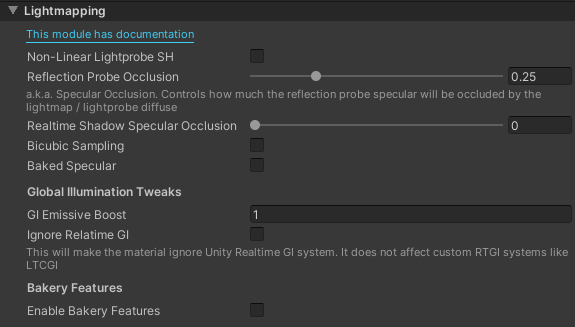 Lightmapping
This module has documentation
Non-Linear Lightprobe SH
Reflection Probe Occlusion 0.25
a.k.a. Specular Occlusion. Controls how much the reflection probe specular will be occluded by the
lightmap / lightprobe diffuse
Realtime Shadow Specular Occlusion 0
Bicubic Sampling
Baked Specular
Global Illumination Tweaks
GI Emissive Boost 1
Ignore Relatime GI
This will make the material ignore Unity Realtime GI system. It does not affect custom RTGI systems like
LTCGI
Bakery Features
Enable Bakery Features